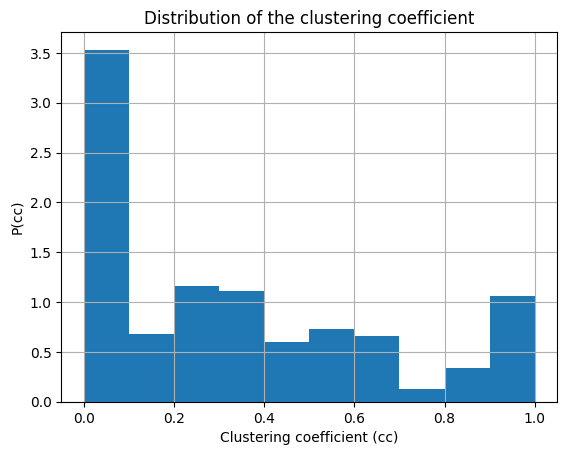 Distribution of the clustering coefficient
P(cc)
3.5
3.0
2.5
2.0
1.5
1.0
0.5
0.0
0.0 0.2 0.4 0.6 0.8 1.0
Clustering coefficient (cc)